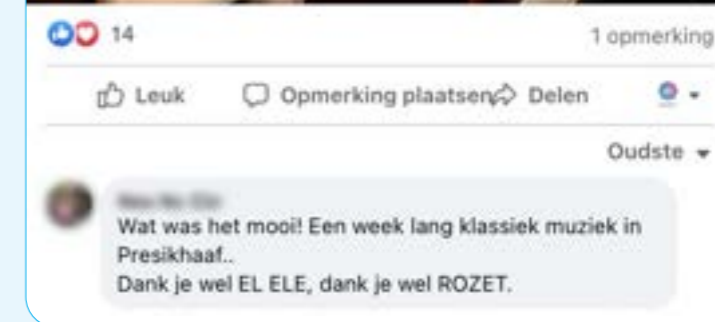 14
1 opmerking
Leuk
Opmerking plaatsen
Delen
Oudste
Wat was het mooi! Een week lang klassiek muziek in
Presikhaaf..
Dank je wel EL ELE, dank je wel ROZET.